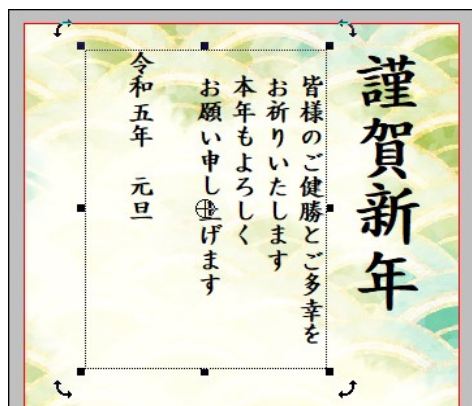 謹賀新年
皆様のご健勝とご多幸を
お祈りいたします
本年もよろしく
お願い申し上げます
令和五年　元旦